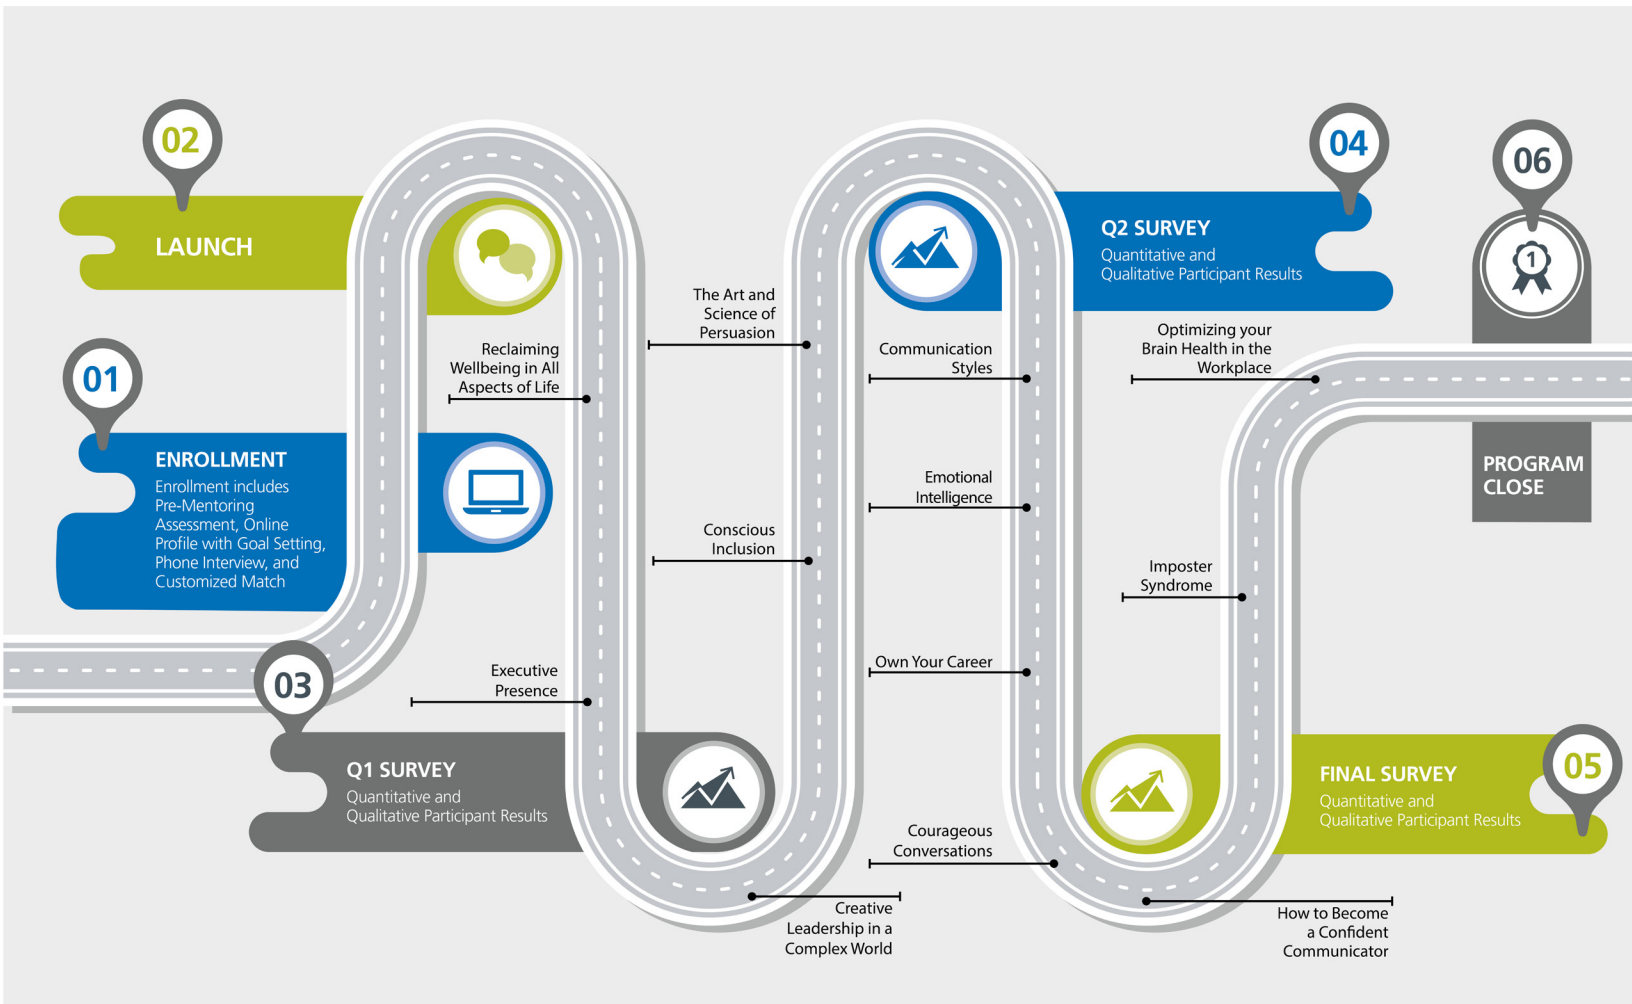 01
ENROLLMENT
Enrollment includes
Pre-Mentoring
Assessment, Online
Profile with Goal Setting,
Phone Interview, and
Customized Match
02
LAUNCH
Reclaiming
Wellbeing in All
Aspects of Life
Executive
Presence
03
Q1 SURVEY
Quantitative and
Qualitative Participant Results
Creative
Leadership in a
Complex World
Conscious
Inclusion
The Art and
Science of
Persuasion
04
Q2 SURVEY
Quantitative and
Qualitative Participant Results
Communication
Styles
Emotional
Intelligence
Own Your Career
Courageous
Conversations
How to Become
a Confident
Communicator
05
FINAL SURVEY
Quantitative and
Qualitative Participant Results
Imposter
Syndrome
Optimizing your
Brain Health in the
Workplace
06
1
PROGRAM
CLOSE